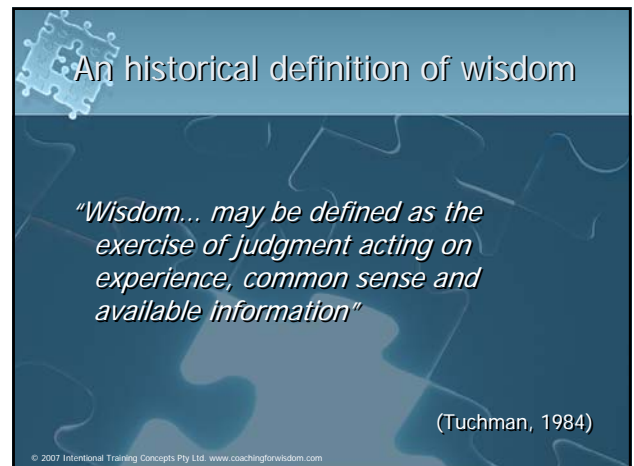 An historical definition of wisdom
“Wisdom... may be defined as the
exercise of judgment acting on
experience, common sense and
available information”
(Tuchman, 1984)
© 2007 Intentional Training Concepts Pty Ltd. www.coachingforwisdom.com